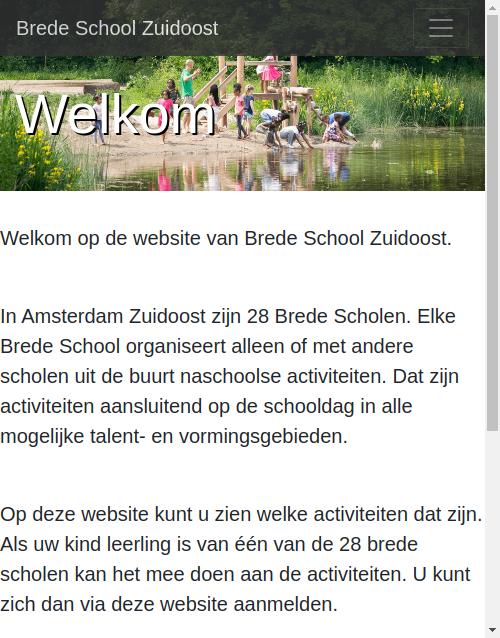 Brede School Zuidoost
Welkom
Welkom op de website van Brede School Zuidoost.
In Amsterdam Zuidoost zijn 28 Brede Scholen. Elke
Brede School organiseert alleen of met andere
scholen uit de buurt naschoolse activiteiten. Dat zijn
activiteiten aansluitend op de schooldag in alle
mogelijke talent- en vormingsgebieden.
Op deze website kunt u zien welke activiteiten dat zijn.
Als uw kind leerling is van één van de 28 brede
scholen kan het mee doen aan de activiteiten. U kunt
zich dan via deze website aanmelden.